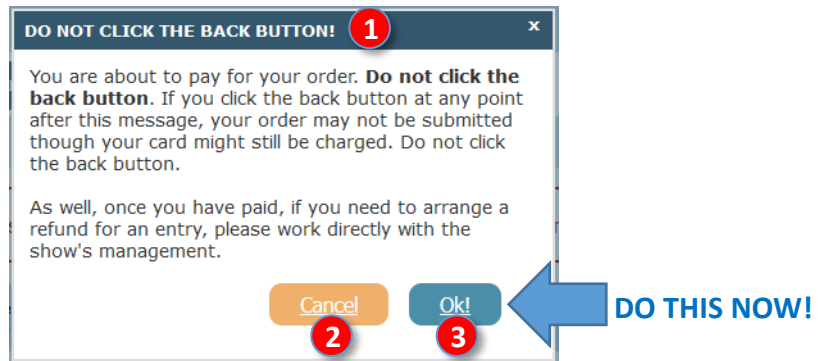 DO NOT CLICK THE BACK BUTTON! 1 x
You are about to pay for your order. Do not click the
back button. If you click the back button at any point
after this message, your order may not be submitted
though your card might still be charged. Do not click
the back button.
As well, once you have paid, if you need to arrange a
refund for an entry, please work directly with the
show's management.
Cancel Ok! DO THIS NOW!
2 3